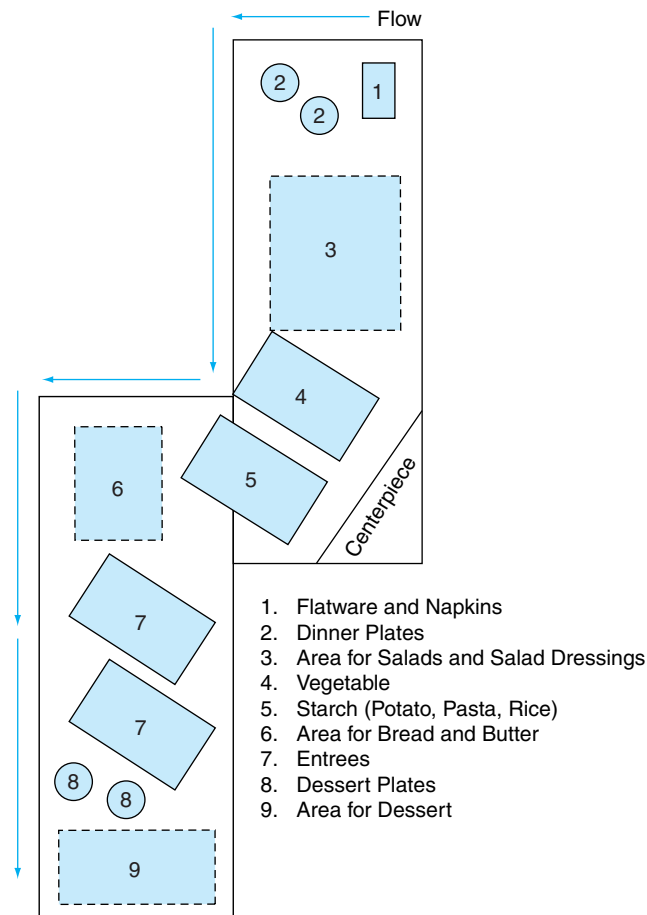 Flow
2
1
2
3
4
5
6
Centerpiece
7
7
8
8
9
1. Flatware and Napkins
2. Dinner Plates
3. Area for Salads and Salad Dressings
4. Vegetable
5. Starch (Potato, Pasta, Rice)
6. Area for Bread and Butter
7. Entrees
8. Dessert Plates
9. Area for Dessert